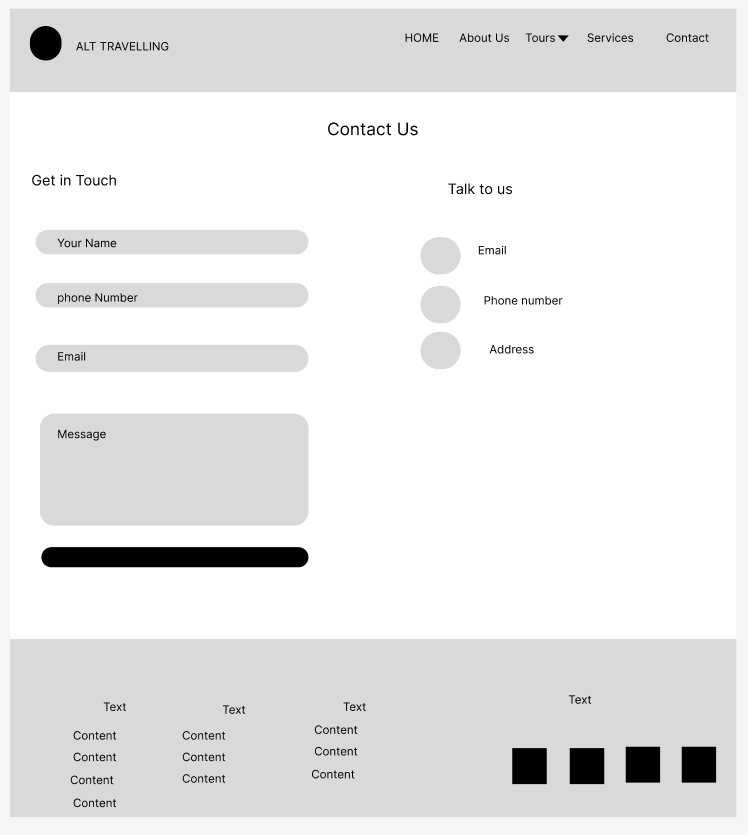 ALT TRAVELLING
HOME About Us Tours Services Contact
Contact Us
Get in Touch
Your Name
phone Number
Email
Message
Talk to us
Email
Phone number
Address
Text
Content
Content
Content
Content
Text
Content
Content
Content
Text
Content
Content
Content
Text